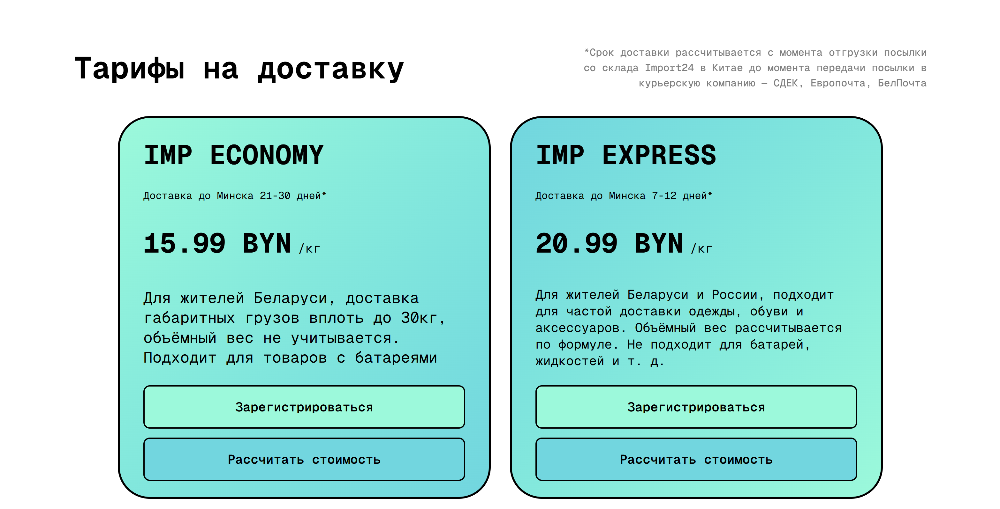 Тарифы на доставку
*Срок доставки рассчитывается с момента отгрузки посылки
со склада Import24 в Китае до момента передачи посылки в
курьерскую компанию — СДЕК, Европочта, БелПочта
IMP ECONOMY
Доставка до Минска 21-30 дней*
15.99 BYN /кг
Для жителей Беларуси, доставка
габаритных грузов вплоть до 30кг,
объёмный вес не учитывается.
Подходит для товаров с батареями
Зарегистрироваться
Рассчитать стоимость
IMP EXPRESS
Доставка до Минска 7-12 дней*
20.99 BYN /кг
Для жителей Беларуси и России, подходит
для частой доставки одежды, обуви и
аксессуаров. Объёмный вес рассчитывается
по формуле. Не подходит для батарей,
жидкостей и т. д.
Зарегистрироваться
Рассчитать стоимость